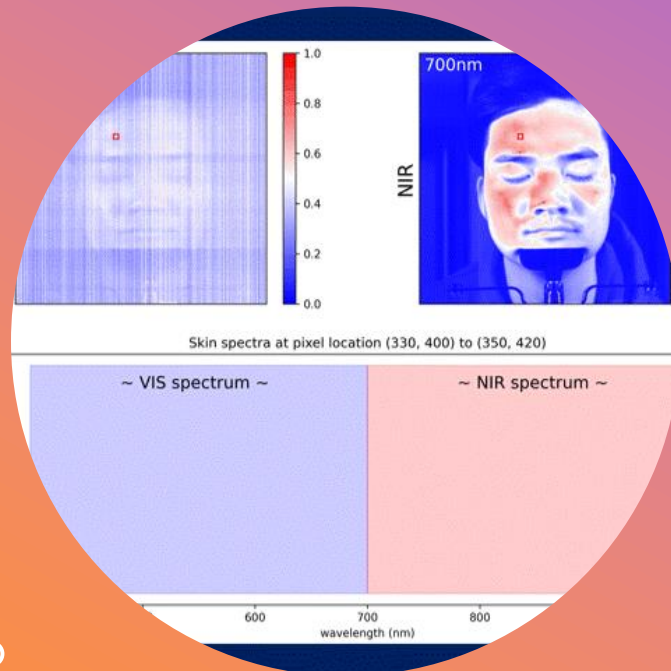 1.0
700nm
0.8
0.6
NIR
0.4
0.2
0.0
Skin spectra at pixel location (330, 400) to (350, 420)
~ VIS spectrum ~
~ NIR spectrum ~
600
700
800
wavelength (nm)